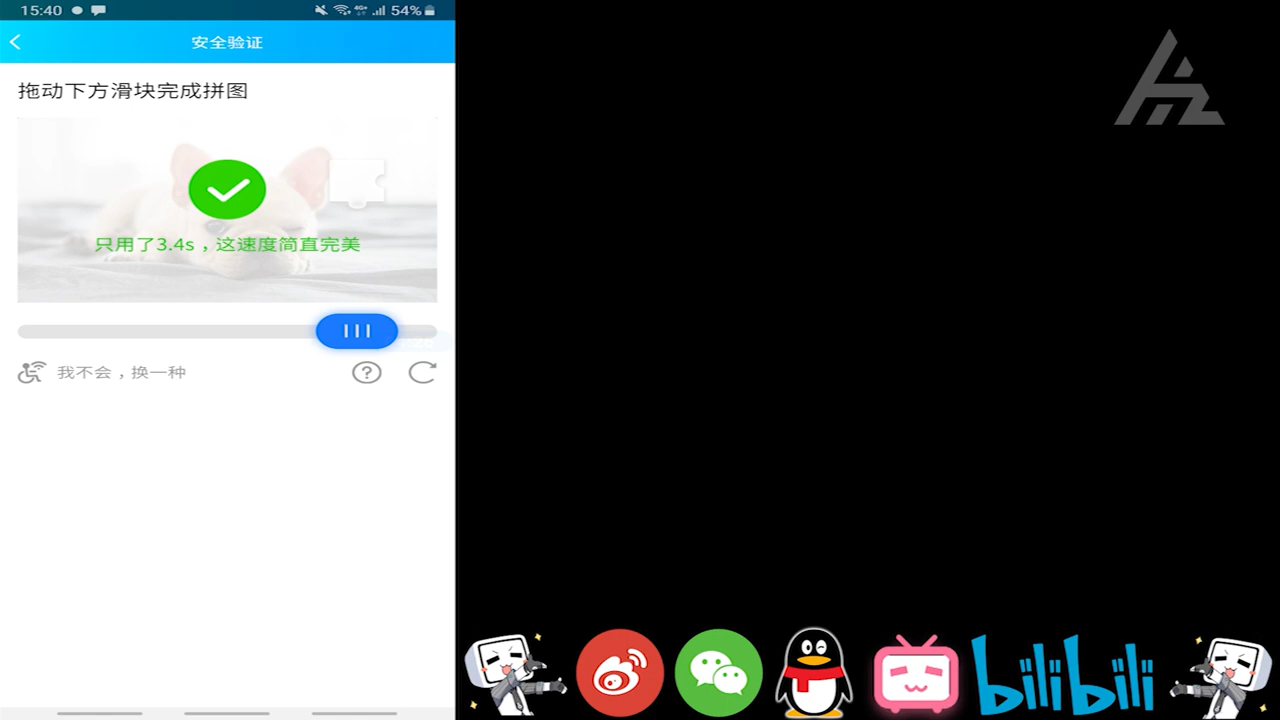 15:40
4G+
54%
安全验证
拖动下方滑块完成拼图
只用了3.4s，这速度简直完美
我不会，换一种
?
bilibili